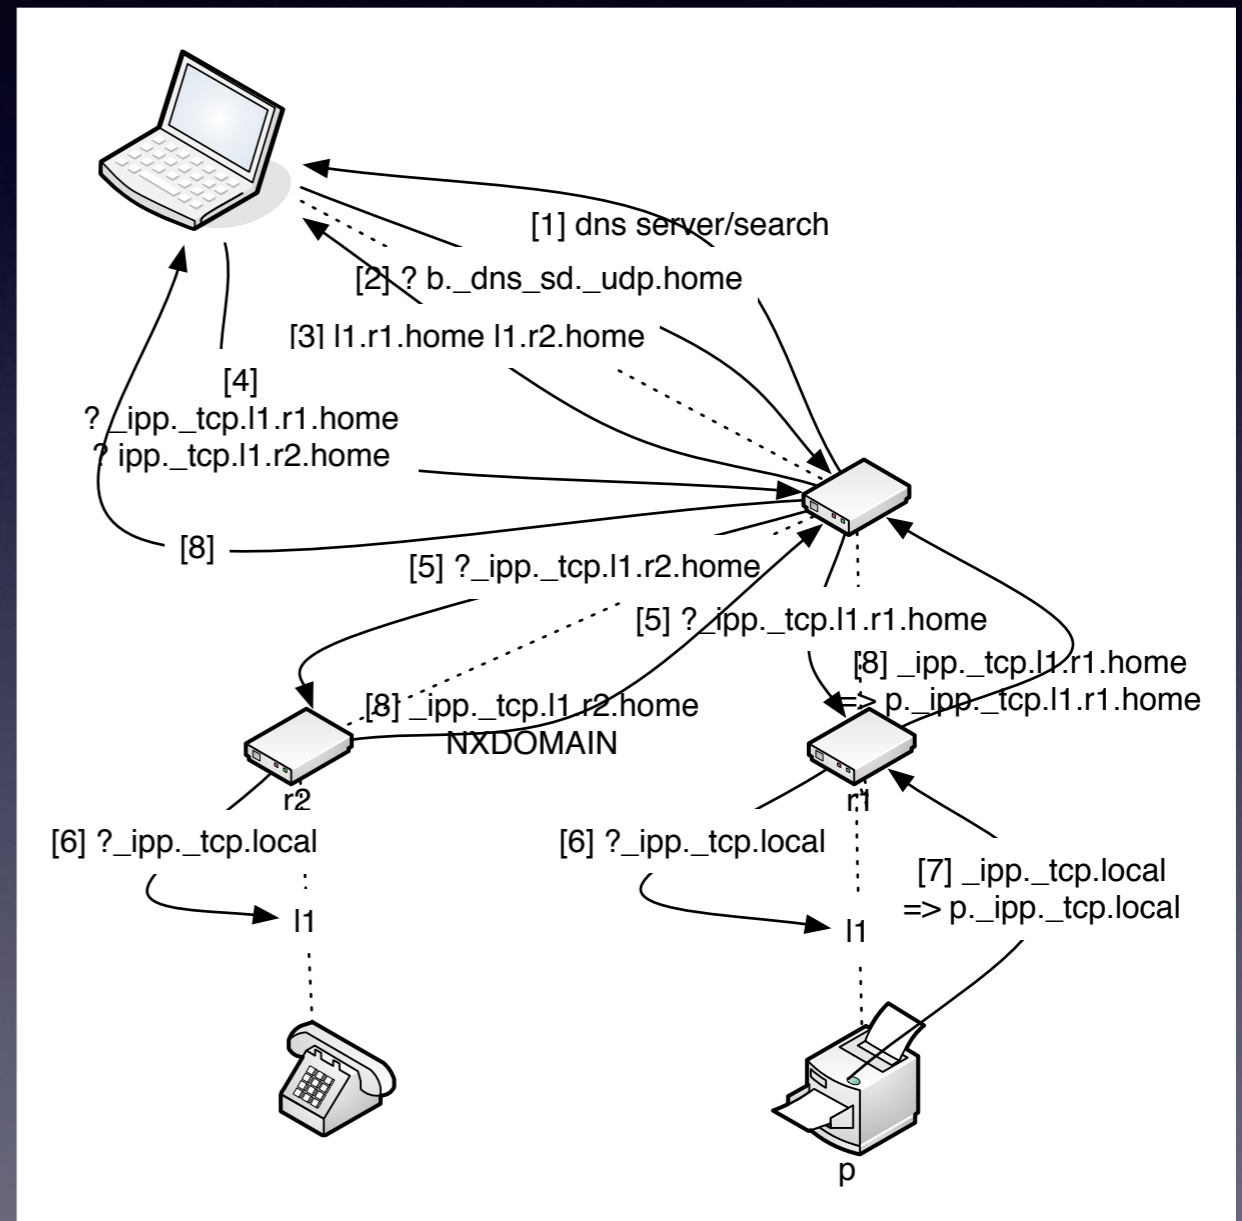 [1] dns server/search
[2] ? b._dns_sd._udp.home
[3] l1.r1.home l1.r2.home
[4]
? _ipp._tcp.l1.r1.home
? ipp._tcp.l1.r2.home
[8]
[5] ?_ipp._tcp.l1.r2.home
[5] ?_ipp._tcp.l1.r1.home
[8] _ipp._tcp.l1.r1.home
=> p._ipp._tcp.l1.r1.home
[8] _ipp._tcp.l1.r2.home
NXDOMAIN
r2
r1
[6] ?_ipp._tcp.local
[6] ?_ipp._tcp.local
[7] _ipp._tcp.local
=> p._ipp._tcp.local
l1
l1
p